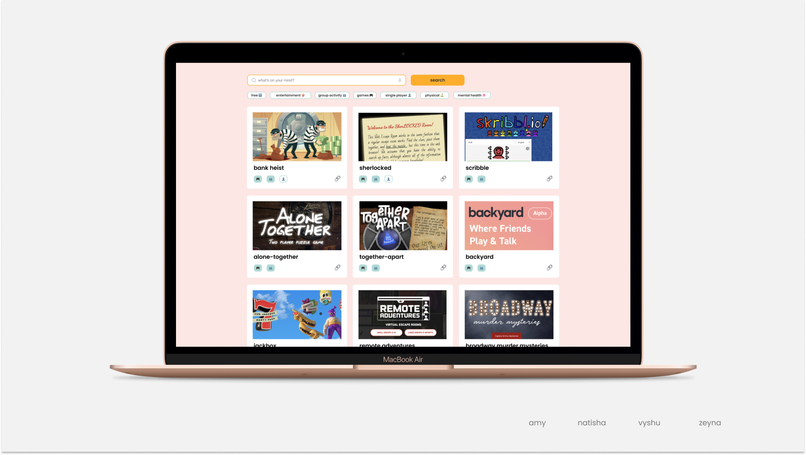 what's on your mind?
search
free
entertainment
group activity
games
single player
physical
mental health
Welcome to the SherLOCKED Room!
skribbl.io!
bank heist
sherlocked
scribble
ALONE
TOGETHER
TWO PLAYER PUZZLE GAME
TOGETHER
APART
backyard
Alpha
Where Friends
Play & Talk
alone-together
together-apart
backyard
7
REMOTE
ADVENTURES
VIRTUAL ESCAPE ROOMS
BROADWAY
murder mysteries
jackbox
remote adventures
broadway murder mysteries
MacBook Air
amy
natisha
vyshu
zeyna